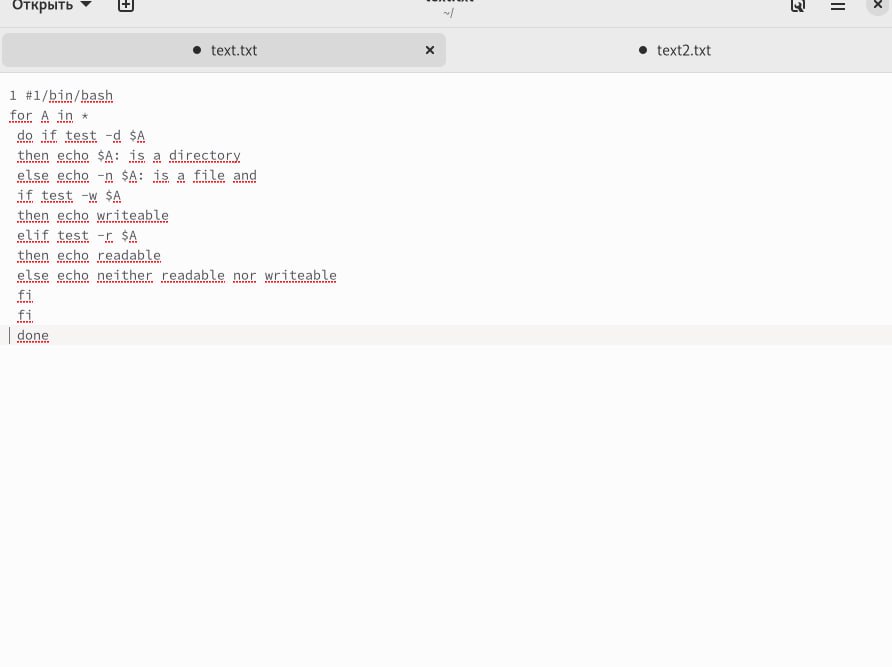 Открыть
~/
text.txt
text2.txt
1 #1/bin/bash
for A in *
do if test -d $A
then echo $A: is a directory
else echo -n $A: is a file and
if test -w $A
then echo writeable
elif test -r $A
then echo readable
else echo neither readable nor writeable
fi
fi
done